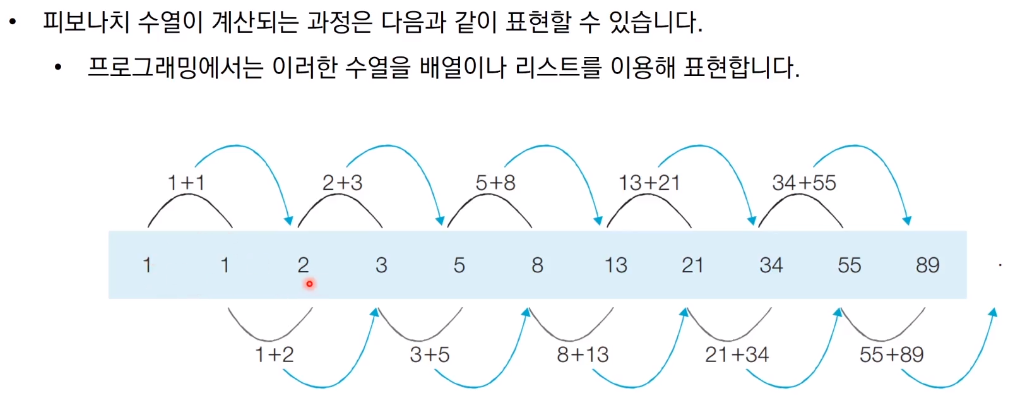 • 피보나치 수열이 계산되는 과정은 다음과 같이 표현할 수 있습니다.
• 프로그래밍에서는 이러한 수열을 배열이나 리스트를 이용해 표현합니다.
1+1 2+3 5+8 13+21 34+55
1 1 2 3 5 8 13 21 34 55 89 .
1+2 3+5 8+13 21+34 55+89